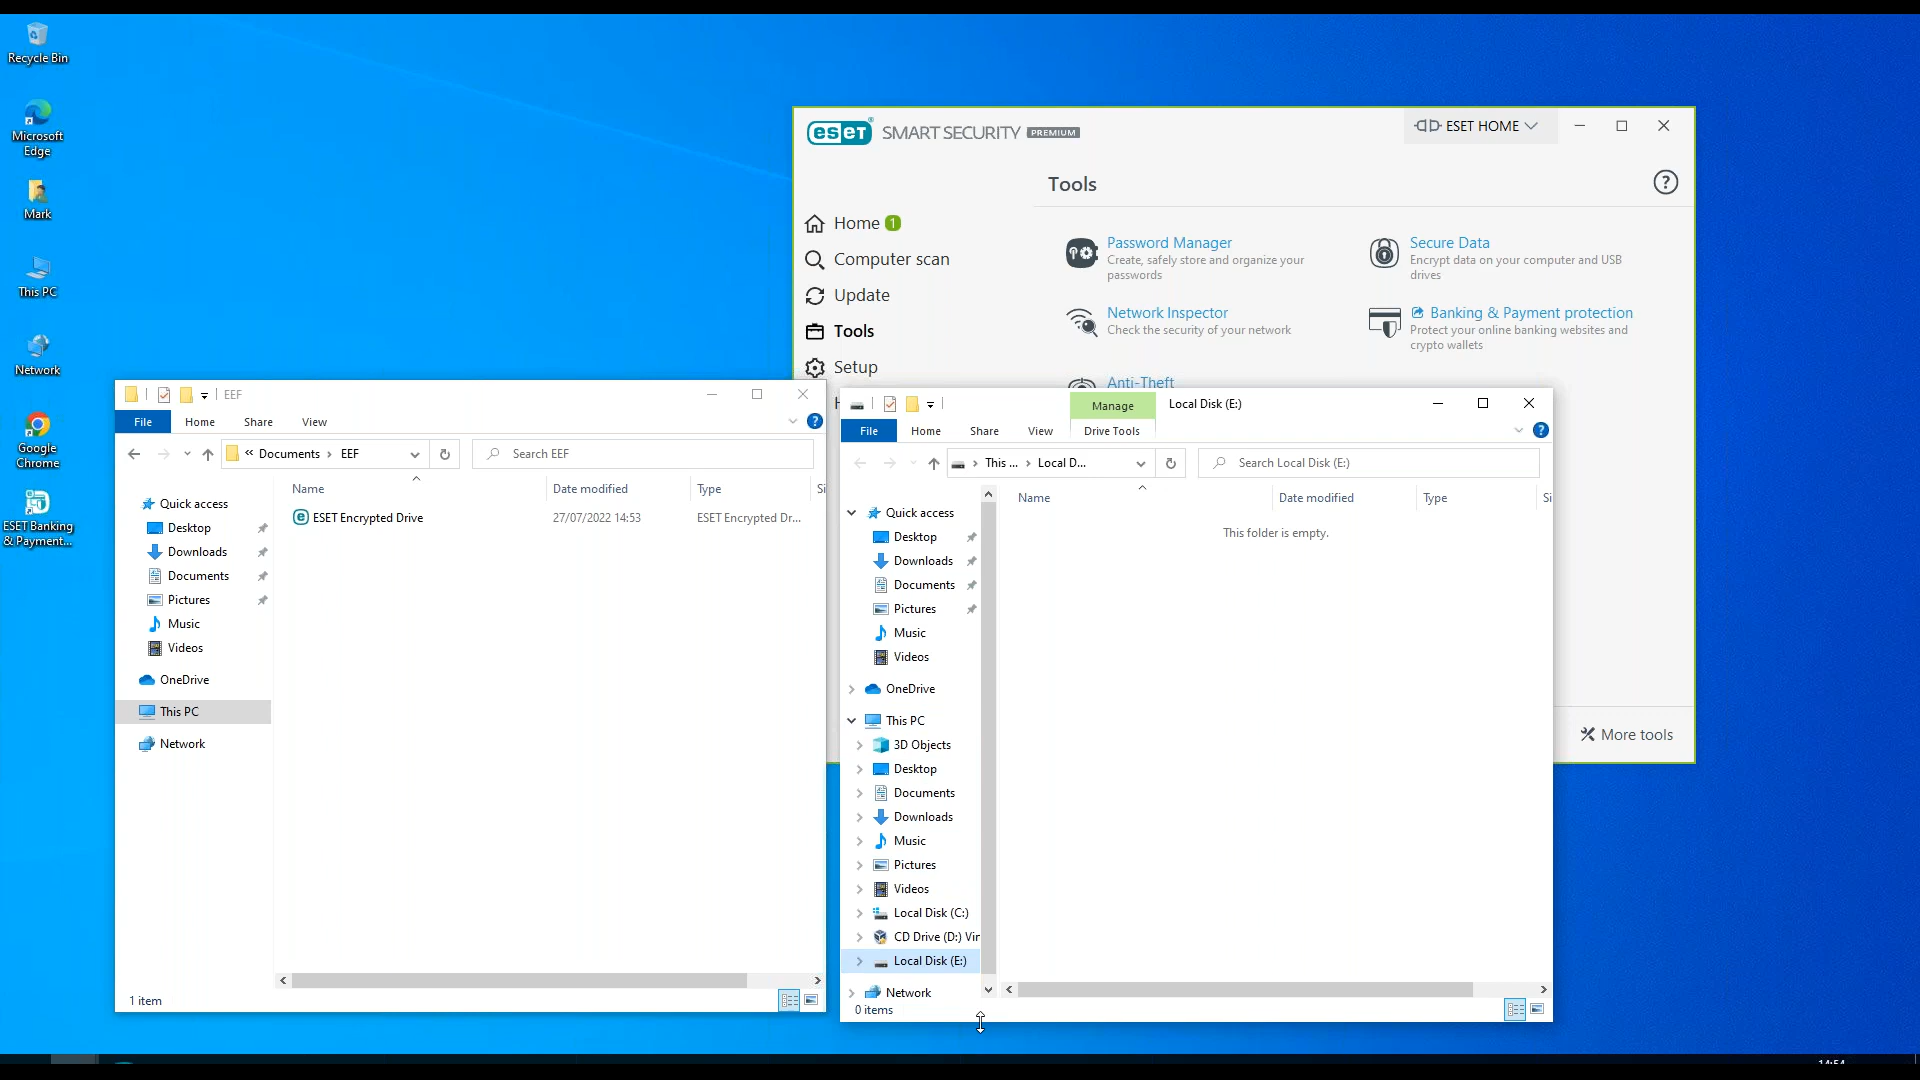 Recycle Bin
Microsoft
Edge
Mark
This PC
Network
Google
Chrome
ESET Banking
& Payment...
eset SMART SECURITY PREMIUM
ESET HOME
Tools
Home 1
Computer scan
Update
Tools
Setup
Password Manager
Create, safely store and organize your
passwords
Secure Data
Encrypt data on your computer and USB
drives
Network Inspector
Check the security of your network
Banking & Payment protection
Protect your online banking websites and
crypto wallets
Anti-Theft
More tools
EEF
File Home Share View
« Documents › EEF
Search EEF
Name Date modified Type Si
ESET Encrypted Drive 27/07/2022 14:53 ESET Encrypted Dr...
Quick access
Desktop
Downloads
Documents
Pictures
Music
Videos
OneDrive
This PC
Network
1 item
Manage Local Disk (E:)
File Home Share View Drive Tools
This ... › Local D...
Search Local Disk (E:)
Name Date modified Type Si
This folder is empty.
Quick access
Desktop
Downloads
Documents
Pictures
Music
Videos
OneDrive
This PC
3D Objects
Desktop
Documents
Downloads
Music
Pictures
Videos
Local Disk (C:)
CD Drive (D:) Vir
Local Disk (E:)
Network
0 items